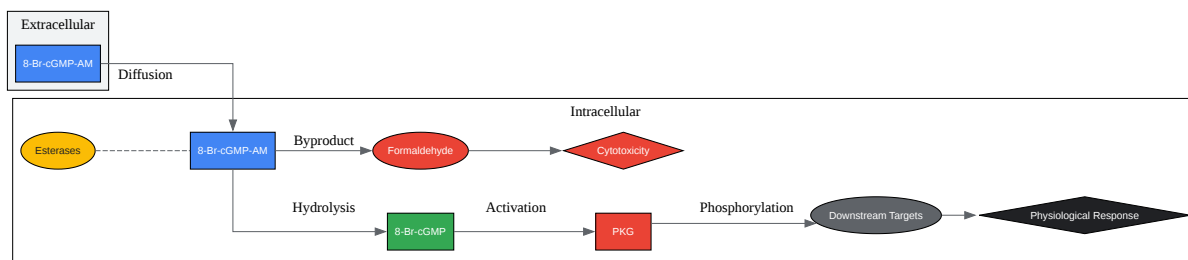 Extracellular
8-Br-cGMP-AM
Diffusion
Intracellular
Esterases
8-Br-cGMP-AM
Byproduct
Formaldehyde
Cytotoxicity
Hydrolysis
8-Br-cGMP
Activation
PKG
Phosphorylation
Downstream Targets
Physiological Response